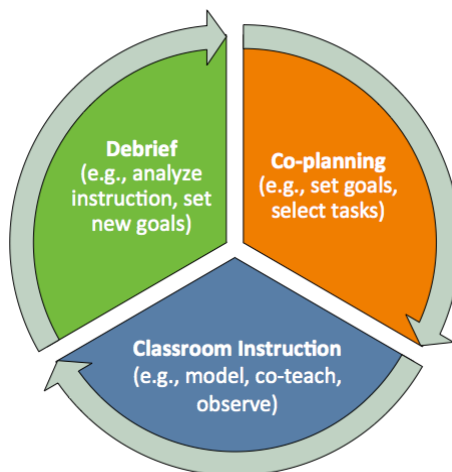 Debrief
(e.g., analyze
instruction, set
new goals)
Co-planning
(e.g., set goals,
select tasks)
Classroom Instruction
(e.g., model, co-teach,
observe)